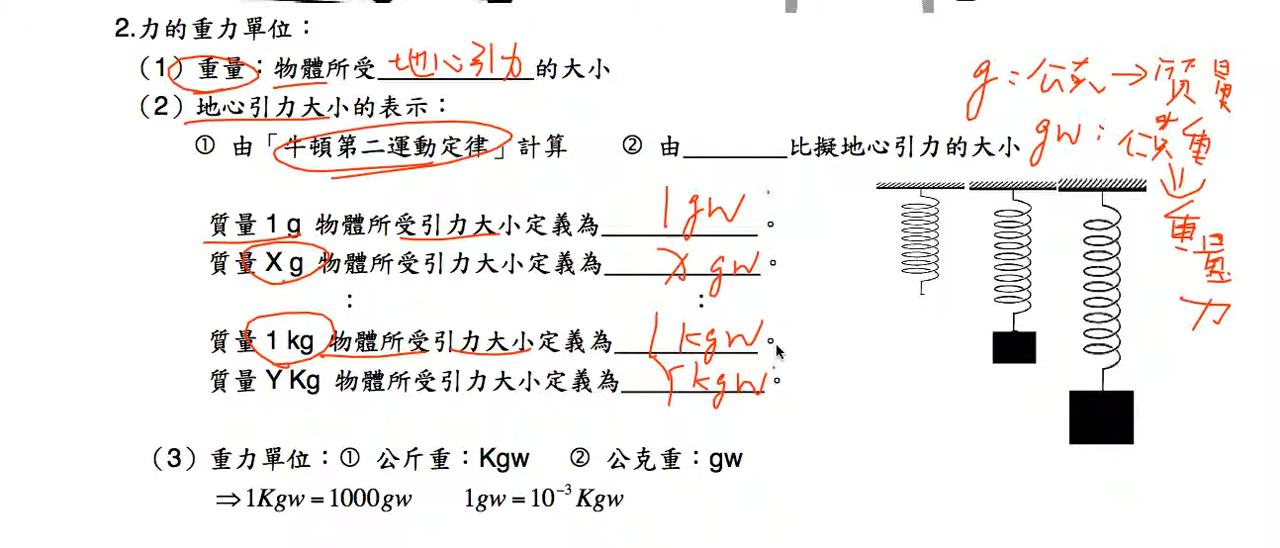 2.力的重力單位：
(1) 重量：物體所受 地心引力 的大小
(2) 地心引力大小的表示：
① 由「牛頓第二運動定律」計算 ② 由______比擬地心引力的大小
g：公克→質量
gw：公克重
重量
力
質量 1 g 物體所受引力大小定義為 1 gw 。
質量 X g 物體所受引力大小定義為 X gw 。
： ：
質量 1 kg 物體所受引力大小定義為 1 kgw 。
質量 Y Kg 物體所受引力大小定義為 Y kgw 。
(3) 重力單位：① 公斤重：Kgw ② 公克重：gw
⇒1Kgw = 1000gw 1gw = 10⁻³ Kgw